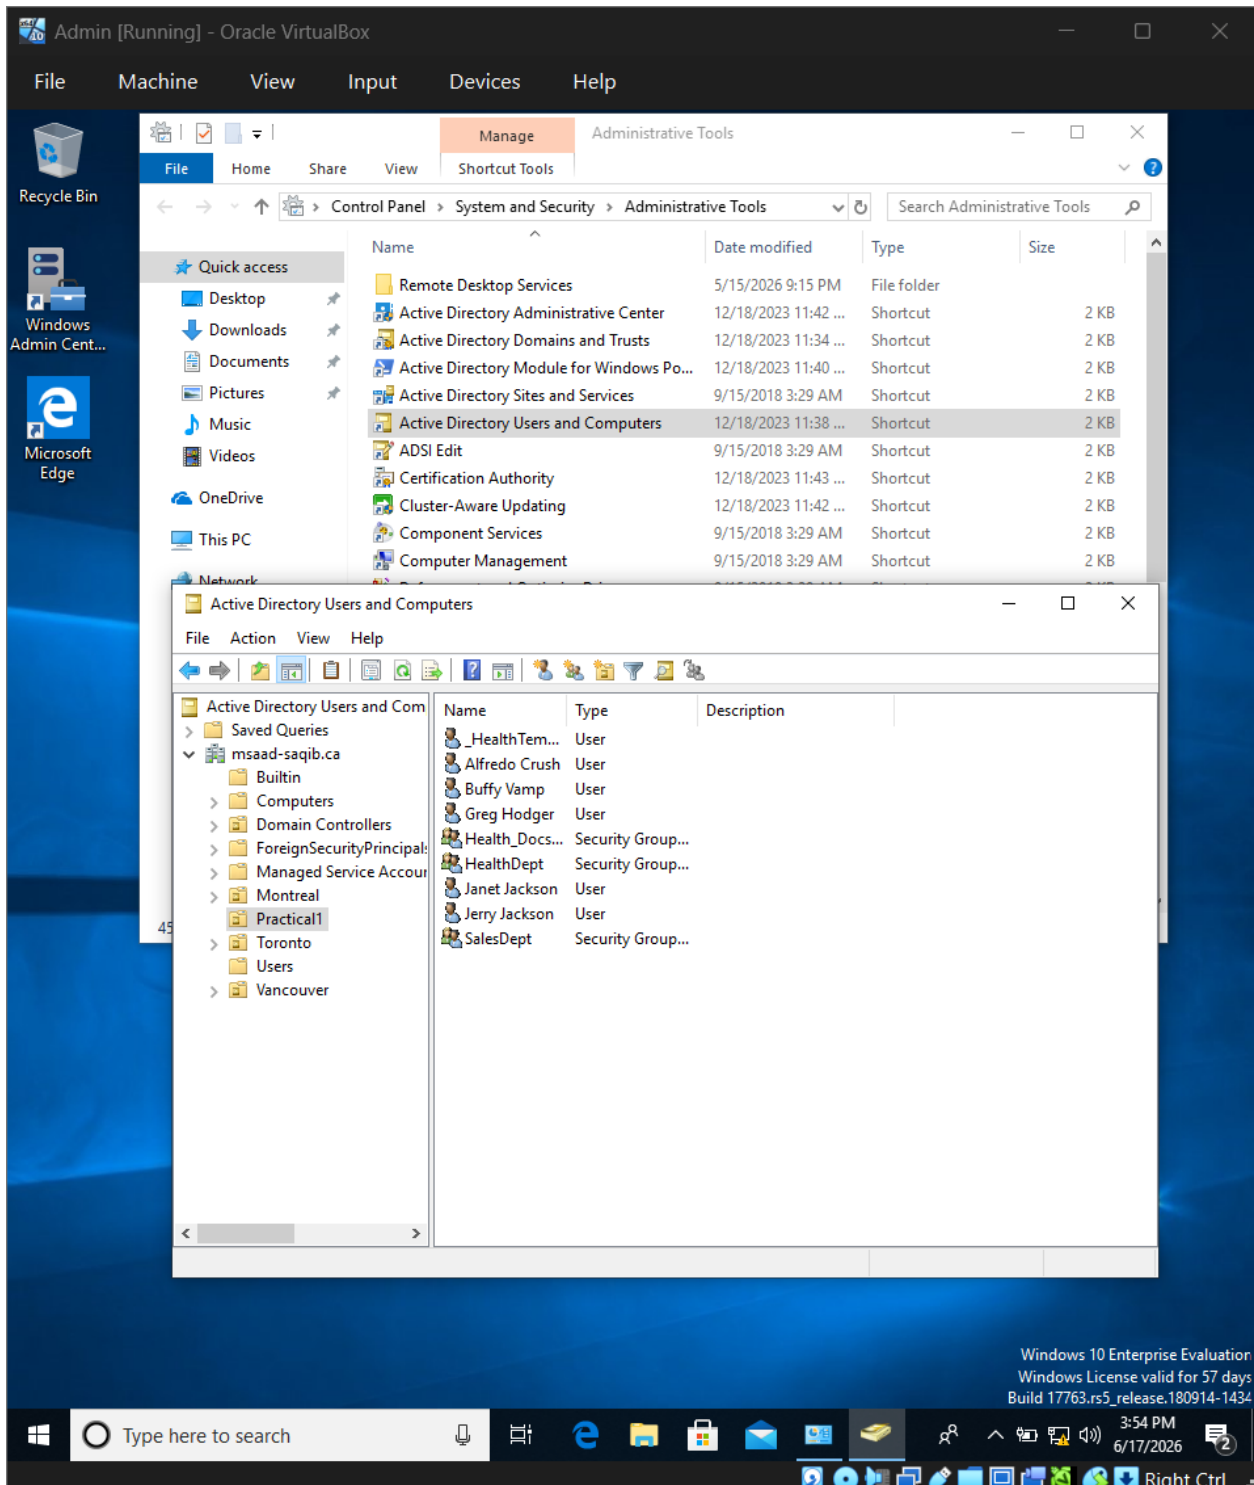 Admin [Running] - Oracle VirtualBox
File Machine View Input Devices Help
Recycle Bin
Windows
Admin Cent...
Microsoft
Edge
Manage Administrative Tools
File Home Share View Shortcut Tools
Control Panel > System and Security > Administrative Tools
Search Administrative Tools
Name Date modified Type Size
Quick access
Desktop
Downloads
Documents
Pictures
Music
Videos
OneDrive
This PC
Network
Remote Desktop Services 5/15/2026 9:15 PM File folder
Active Directory Administrative Center 12/18/2023 11:42 ... Shortcut 2 KB
Active Directory Domains and Trusts 12/18/2023 11:34 ... Shortcut 2 KB
Active Directory Module for Windows Po... 12/18/2023 11:40 ... Shortcut 2 KB
Active Directory Sites and Services 9/15/2018 3:29 AM Shortcut 2 KB
Active Directory Users and Computers 12/18/2023 11:38 ... Shortcut 2 KB
ADSI Edit 9/15/2018 3:29 AM Shortcut 2 KB
Certification Authority 12/18/2023 11:43 ... Shortcut 2 KB
Cluster-Aware Updating 12/18/2023 11:42 ... Shortcut 2 KB
Component Services 9/15/2018 3:29 AM Shortcut 2 KB
Computer Management 9/15/2018 3:29 AM Shortcut 2 KB
45
Active Directory Users and Computers
File Action View Help
Active Directory Users and Com
Saved Queries
msaad-saqib.ca
Builtin
Computers
Domain Controllers
ForeignSecurityPrincipal
Managed Service Accour
Montreal
Practical1
Toronto
Users
Vancouver
Name Type Description
_HealthTem... User
Alfredo Crush User
Buffy Vamp User
Greg Hodger User
Health_Docs... Security Group...
HealthDept Security Group...
Janet Jackson User
Jerry Jackson User
SalesDept Security Group...
Windows 10 Enterprise Evaluation
Windows License valid for 57 days
Build 17763.rs5_release.180914-1434
Type here to search
3:54 PM
6/17/2026
2
Right Ctrl